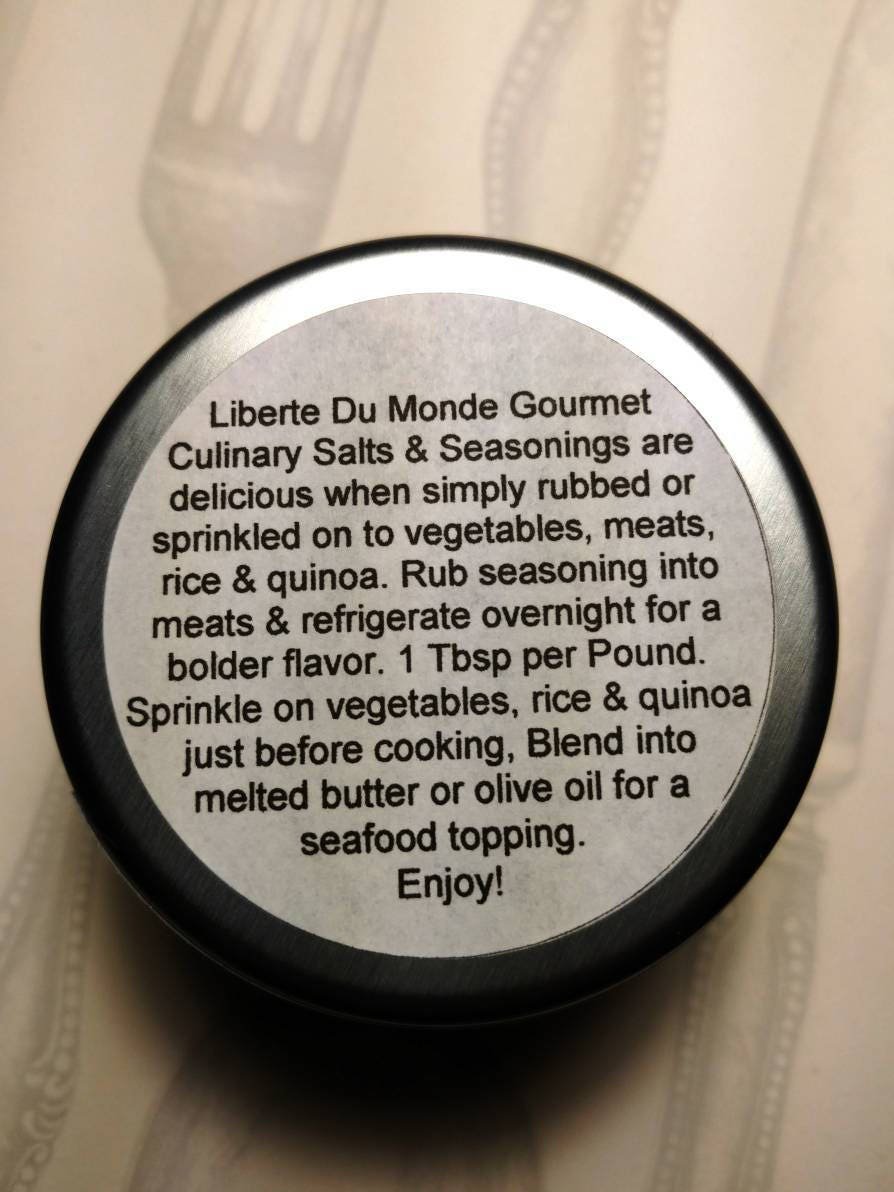 Liberte Du Monde Gourmet
Culinary Salts & Seasonings are
delicious when simply rubbed or
sprinkled on to vegetables, meats,
rice & quinoa. Rub seasoning into
meats & refrigerate overnight for a
bolder flavor. 1 Tbsp per Pound.
Sprinkle on vegetables, rice & quinoa
just before cooking, Blend into
melted butter or olive oil for a
seafood topping.
Enjoy!